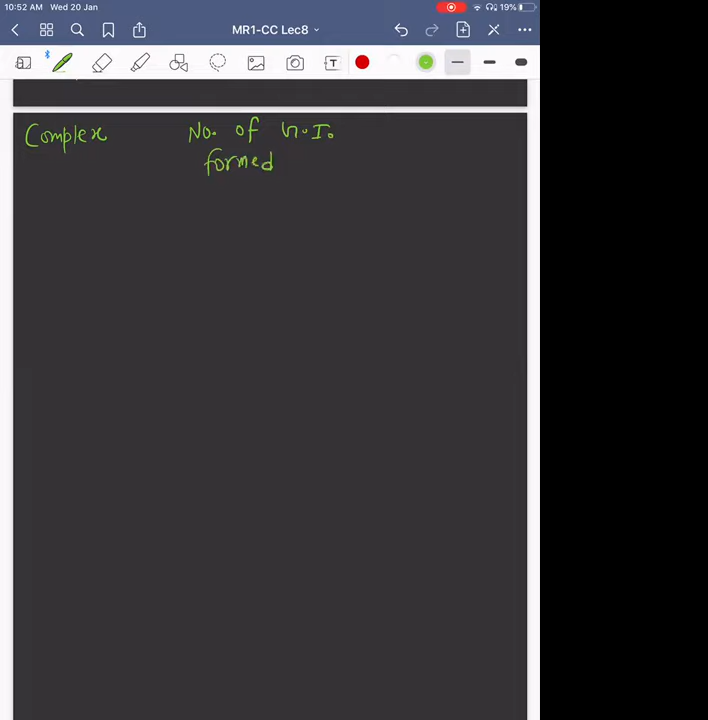 10:52 AM Wed 20 Jan
19%
MR1-CC Lec8
T
Complex No. of G.I.
formed